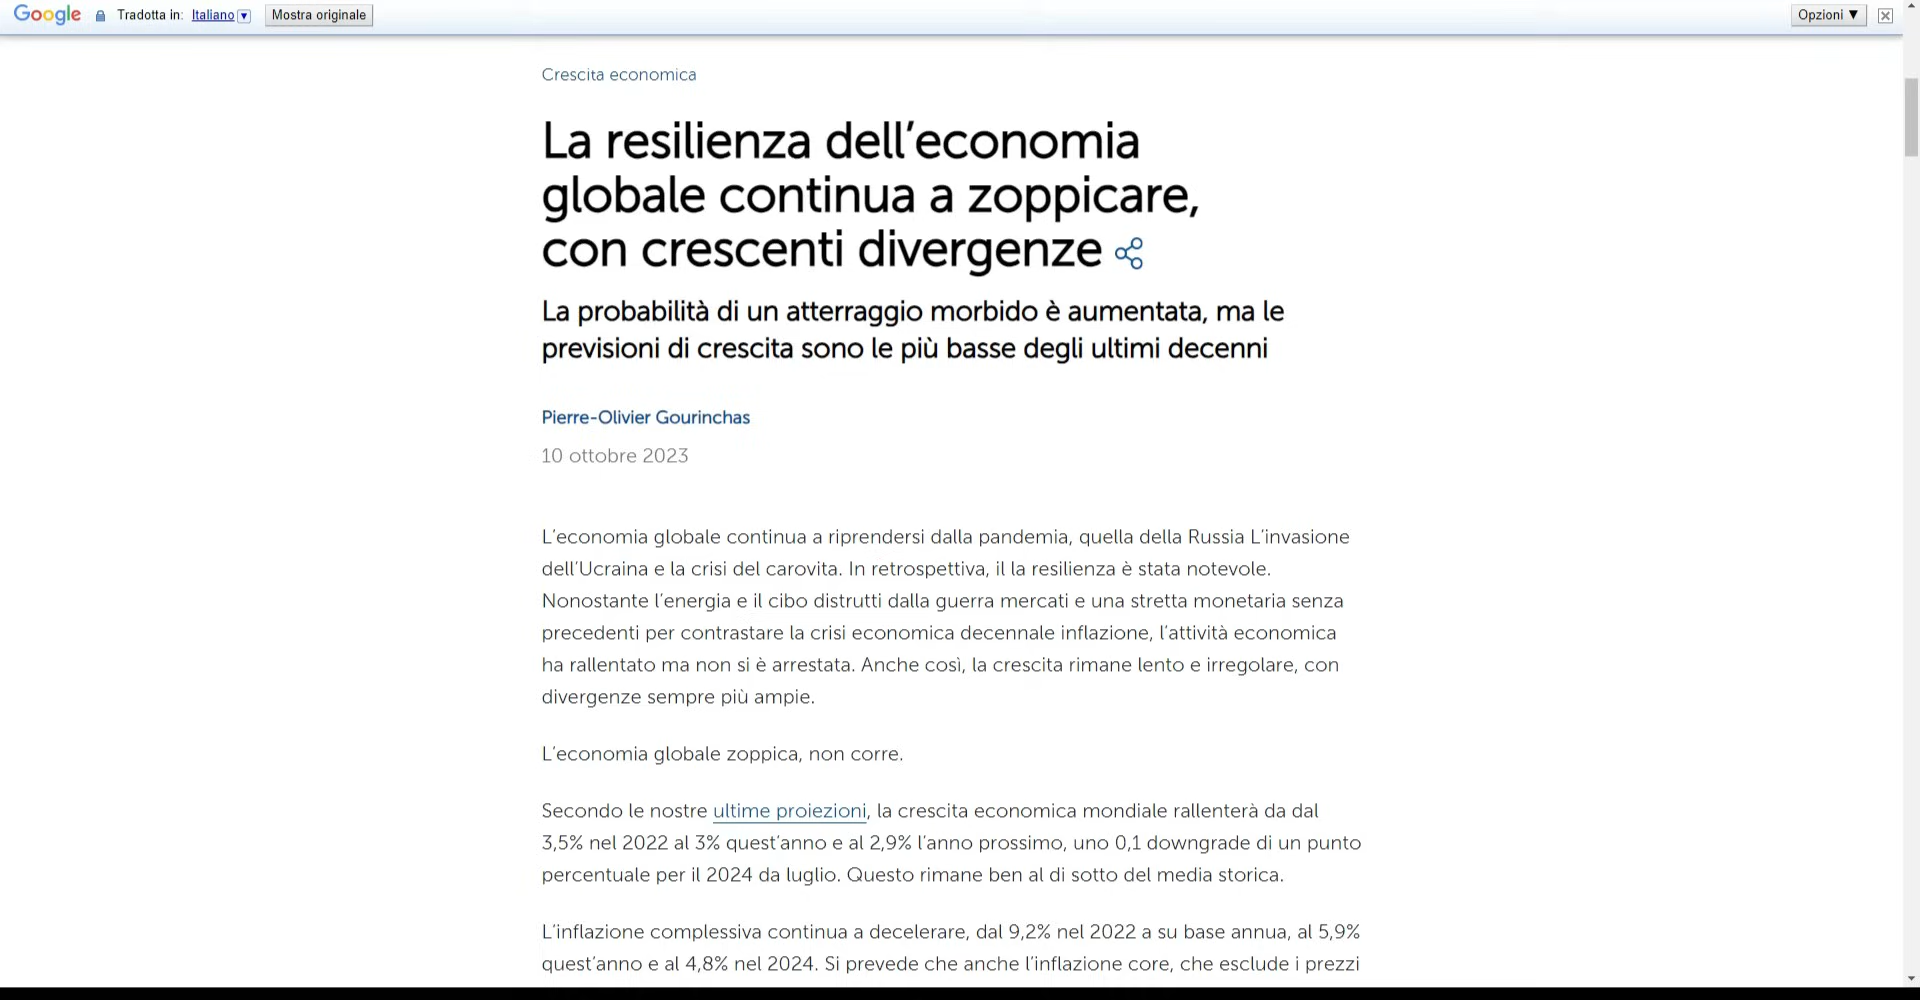 Google Tradotta in: Italiano ▼ Mostra originale Opzioni ▼
Crescita economica
La resilienza dell’economia
globale continua a zoppicare,
con crescenti divergenze
La probabilità di un atterraggio morbido è aumentata, ma le
previsioni di crescita sono le più basse degli ultimi decenni
Pierre-Olivier Gourinchas
10 ottobre 2023
L’economia globale continua a riprendersi dalla pandemia, quella della Russia L’invasione
dell’Ucraina e la crisi del carovita. In retrospettiva, il la resilienza è stata notevole.
Nonostante l’energia e il cibo distrutti dalla guerra mercati e una stretta monetaria senza
precedenti per contrastare la crisi economica decennale inflazione, l’attività economica
ha rallentato ma non si è arrestata. Anche così, la crescita rimane lento e irregolare, con
divergenze sempre più ampie.
L’economia globale zoppica, non corre.
Secondo le nostre ultime proiezioni, la crescita economica mondiale rallenterà da dal
3,5% nel 2022 al 3% quest’anno e al 2,9% l’anno prossimo, uno 0,1 downgrade di un punto
percentuale per il 2024 da luglio. Questo rimane ben al di sotto del media storica.
L’inflazione complessiva continua a decelerare, dal 9,2% nel 2022 a su base annua, al 5,9%
quest’anno e al 4,8% nel 2024. Si prevede che anche l’inflazione core, che esclude i prezzi